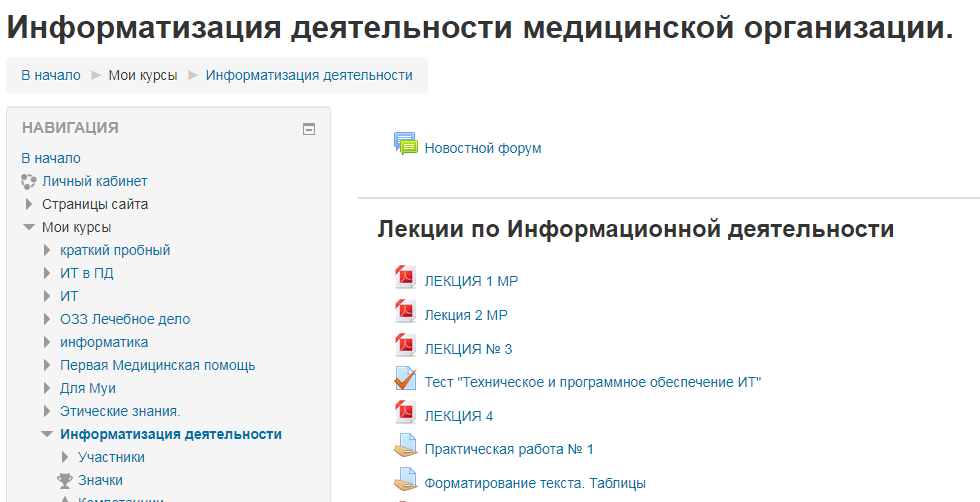 Информатизация деятельности медицинской организации.
В начало Мои курсы Информатизация деятельности
НАВИГАЦИЯ
В начало
Личный кабинет
Страницы сайта
Мои курсы
краткий пробный
ИТ в ПД
ИТ
ОЗЗ Лечебное дело
информатика
Первая Медицинская помощь
Для Муи
Этические знания.
Информатизация деятельности
Участники
Значки
Компетенции
Новостной форум
Лекции по Информационной деятельности
ЛЕКЦИЯ 1 МР
Лекция 2 МР
ЛЕКЦИЯ № 3
Тест "Техническое и программное обеспечение ИТ"
ЛЕКЦИЯ 4
Практическая работа № 1
Форматирование текста. Таблицы